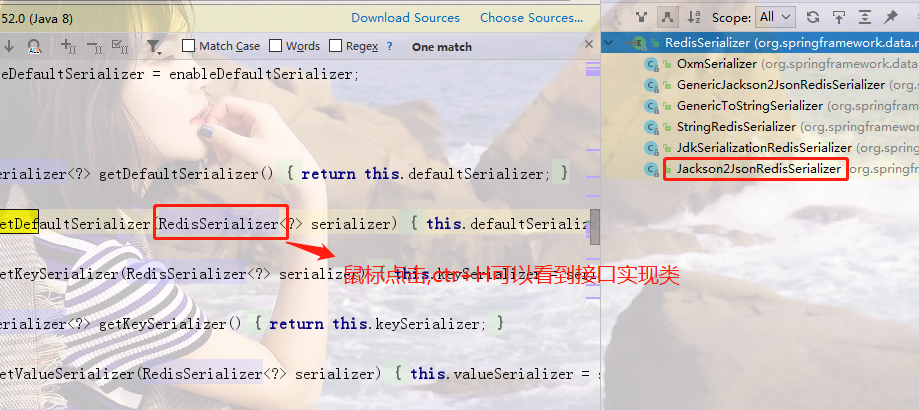 52.0 (Java 8)
Download Sources
Choose Sources...
Scope: All
Match Case
Words
Regex
?
One match
RedisSerializer (org.springframework.data.r
eDefaultSerializer = enableDefaultSerializer;
OxmSerializer (org.springframework.data.
GenericJackson2JsonRedisSerializer (org.s
GenericToStringSerializer (org.springfram
StringRedisSerializer (org.springframewor
JdkSerializationRedisSerializer (org.spring
Jackson2JsonRedisSerializer (org.springfra
erializer<?> getDefaultSerializer() { return this.defaultSerializer; }
etDefaultSerializer(RedisSerializer<?> serializer) { this.defaultSerializ
etKeySerializer(RedisSerializer<?> serialize
鼠标点击,ctr+H可以看到接口实现类
erializer<?> getKeySerializer() { return this.keySerializer; }
etValueSerializer(RedisSerializer<?> serializer) { this.valueSerializer = s